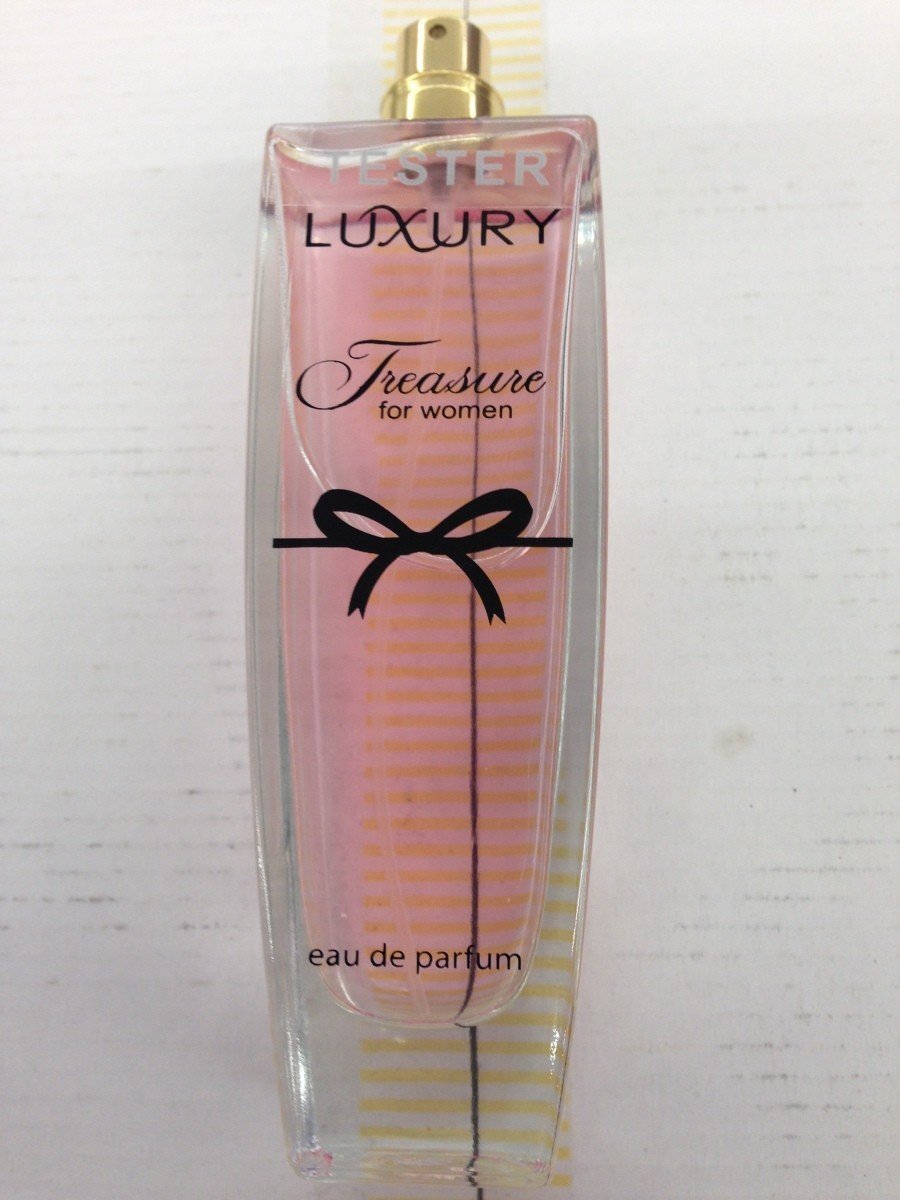 TESTER
LUXURY
Treasure
for women
eau de parfum